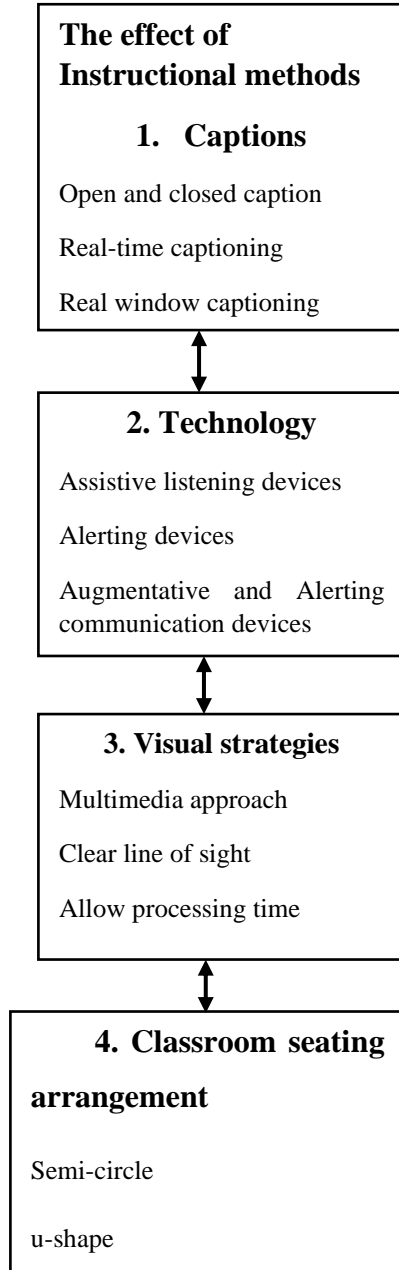 The effect of
Instructional methods
1. Captions
Open and closed caption
Real-time captioning
Real window captioning
2. Technology
Assistive listening devices
Alerting devices
Augmentative and Alerting
communication devices
3. Visual strategies
Multimedia approach
Clear line of sight
Allow processing time
4. Classroom seating
arrangement
Semi-circle
u-shape